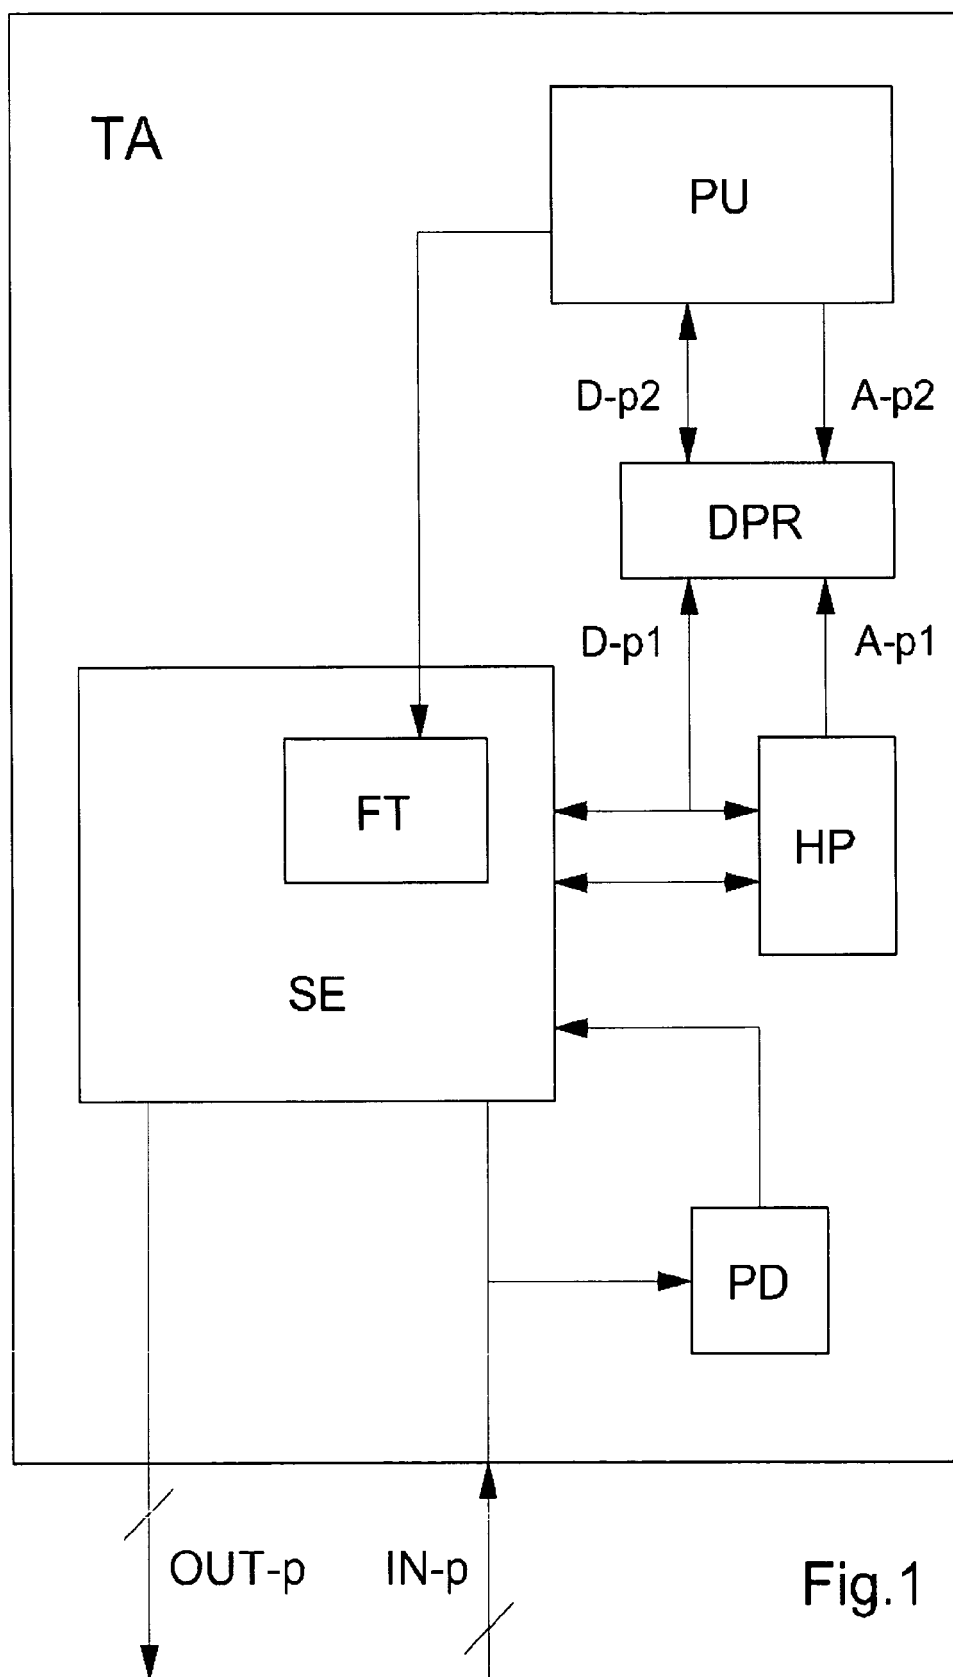 TA
PU
D-p2
A-p2
DPR
D-p1
A-p1
FT
HP
SE
PD
OUT-p
IN-p
Fig.1